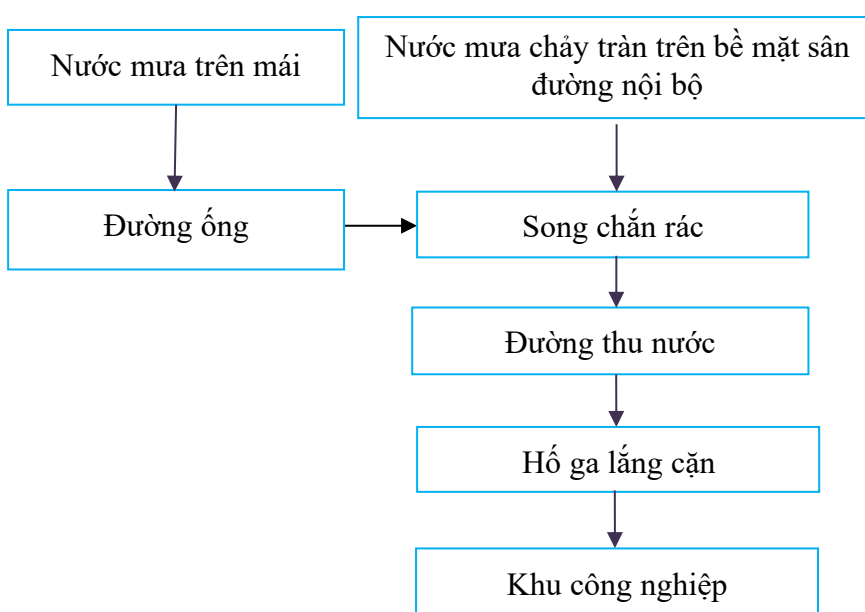 Nước mưa trên mái
Nước mưa chảy tràn trên bề mặt sân
đường nội bộ
Đường ống
Song chắn rác
Đường thu nước
Hố ga lắng cặn
Khu công nghiệp